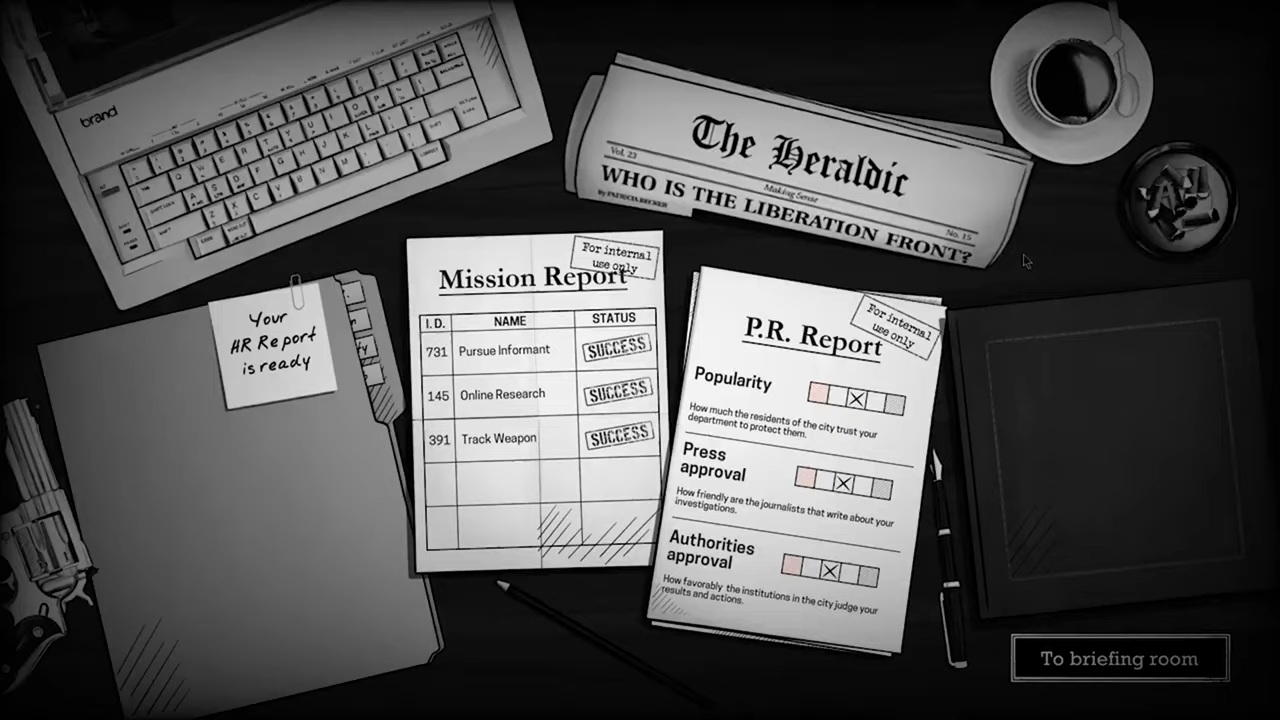 brand
The Heraldic
Vol. 23
Making Sense
No. 15
WHO IS THE LIBERATION FRONT?
By PATRICIA BECKER
Your
HR Report
is ready
For internal
use only
Mission Report
I.D. NAME STATUS
731 Pursue Informant SUCCESS
145 Online Research SUCCESS
391 Track Weapon SUCCESS
For internal
use only
P.R. Report
Popularity
How much the residents of the city trust your
department to protect them.
Press
approval
How friendly are the journalists that write about your
investigations.
Authorities
approval
How favorably the institutions in the city judge your
results and actions.
To briefing room